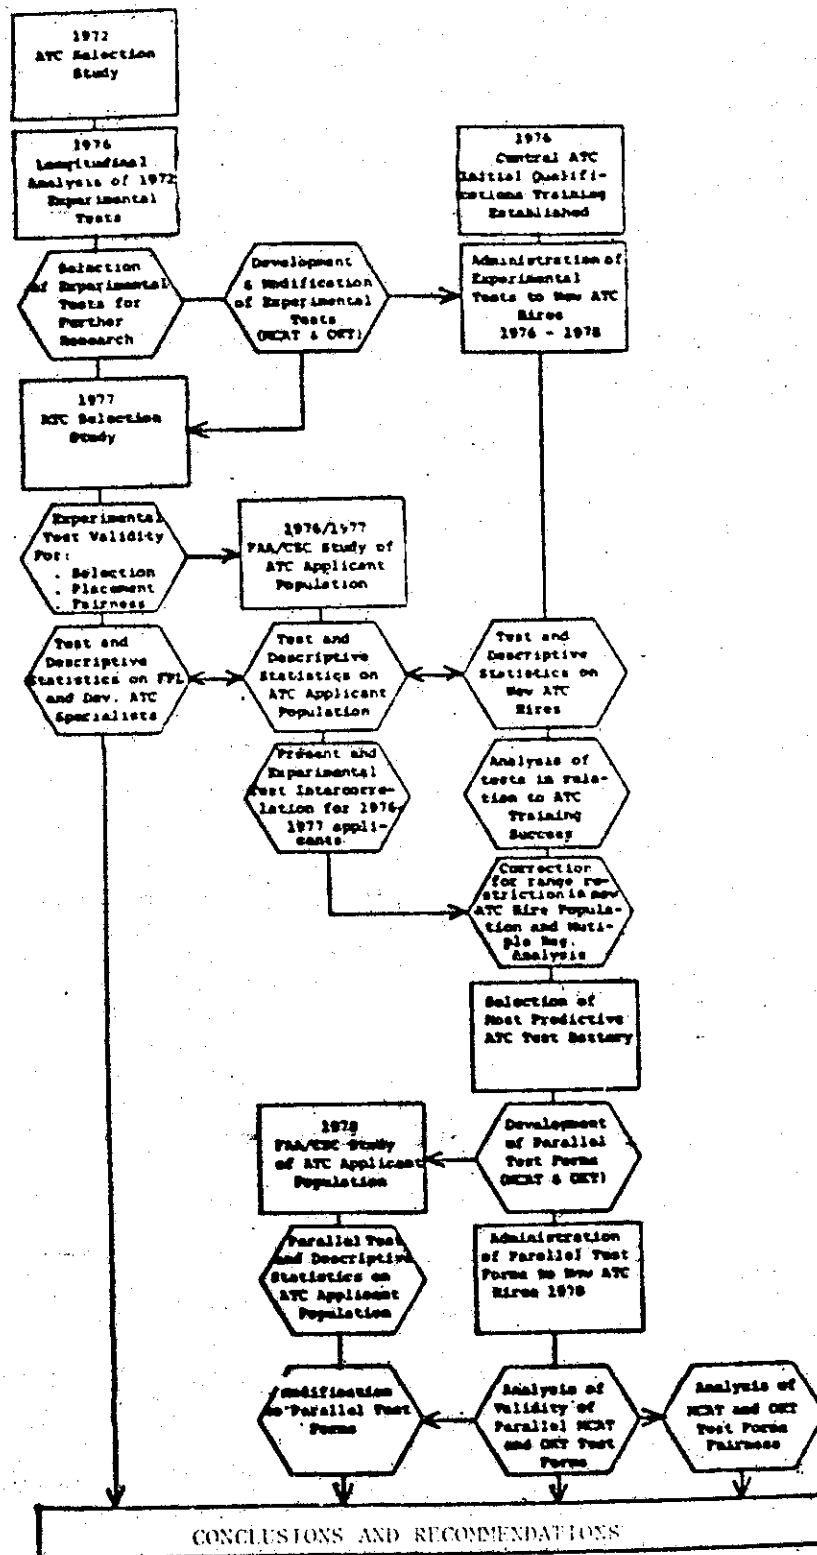 1972
ATC Selection
Study
1976
Longitudinal
Analysis of 1972
Experimental
Tests
1976
Central ATC
Initial Qualifi-
cations Training
Established
Selection
of Experimental
Tests for
Further
Research
Development
& Modification
of Experimental
Tests
(MCAT & OKT)
Administration of
Experimental
Tests to New ATC
Hires
1976 - 1978
1977
ATC Selection
Study
Experimental
Test Validity
For:
. Selection
. Placement
. Fairness
1976/1977
FAA/CSC Study of
ATC Applicant
Population
Test and
Descriptive
Statistics on FPL
and Dev. ATC
Specialists
Test and
Descriptive
Statistics on
ATC Applicant
Population
Test and
Descriptive
Statistics on
New ATC
Hires
Present and
Experimental
Test Intercorre-
lation for 1976-
1977 appli-
cants
Analysis of
tests in rela-
tion to ATC
Training
Success
Correction
for range re-
striction in new
ATC Hire Popula-
tion and Muti-
ple Reg.
Analysis
Selection of
Most Predictive
ATC Test Battery
1978
FAA/CSC Study
of ATC Applicant
Population
Development
of Parallel
Test Forms
(MCAT & OKT)
Parallel Test
and Descriptive
Statistics on
ATC Applicant
Population
Administration
of Parallel Test
Forms to New ATC
Hires 1978
Modification
to Parallel Test
Forms
Analysis of
Validity of
Parallel MCAT
and OKT Test
Forms
Analysis of
MCAT and OKT
Test Forms
Fairness
CONCLUSIONS AND RECOMMENDATIONS